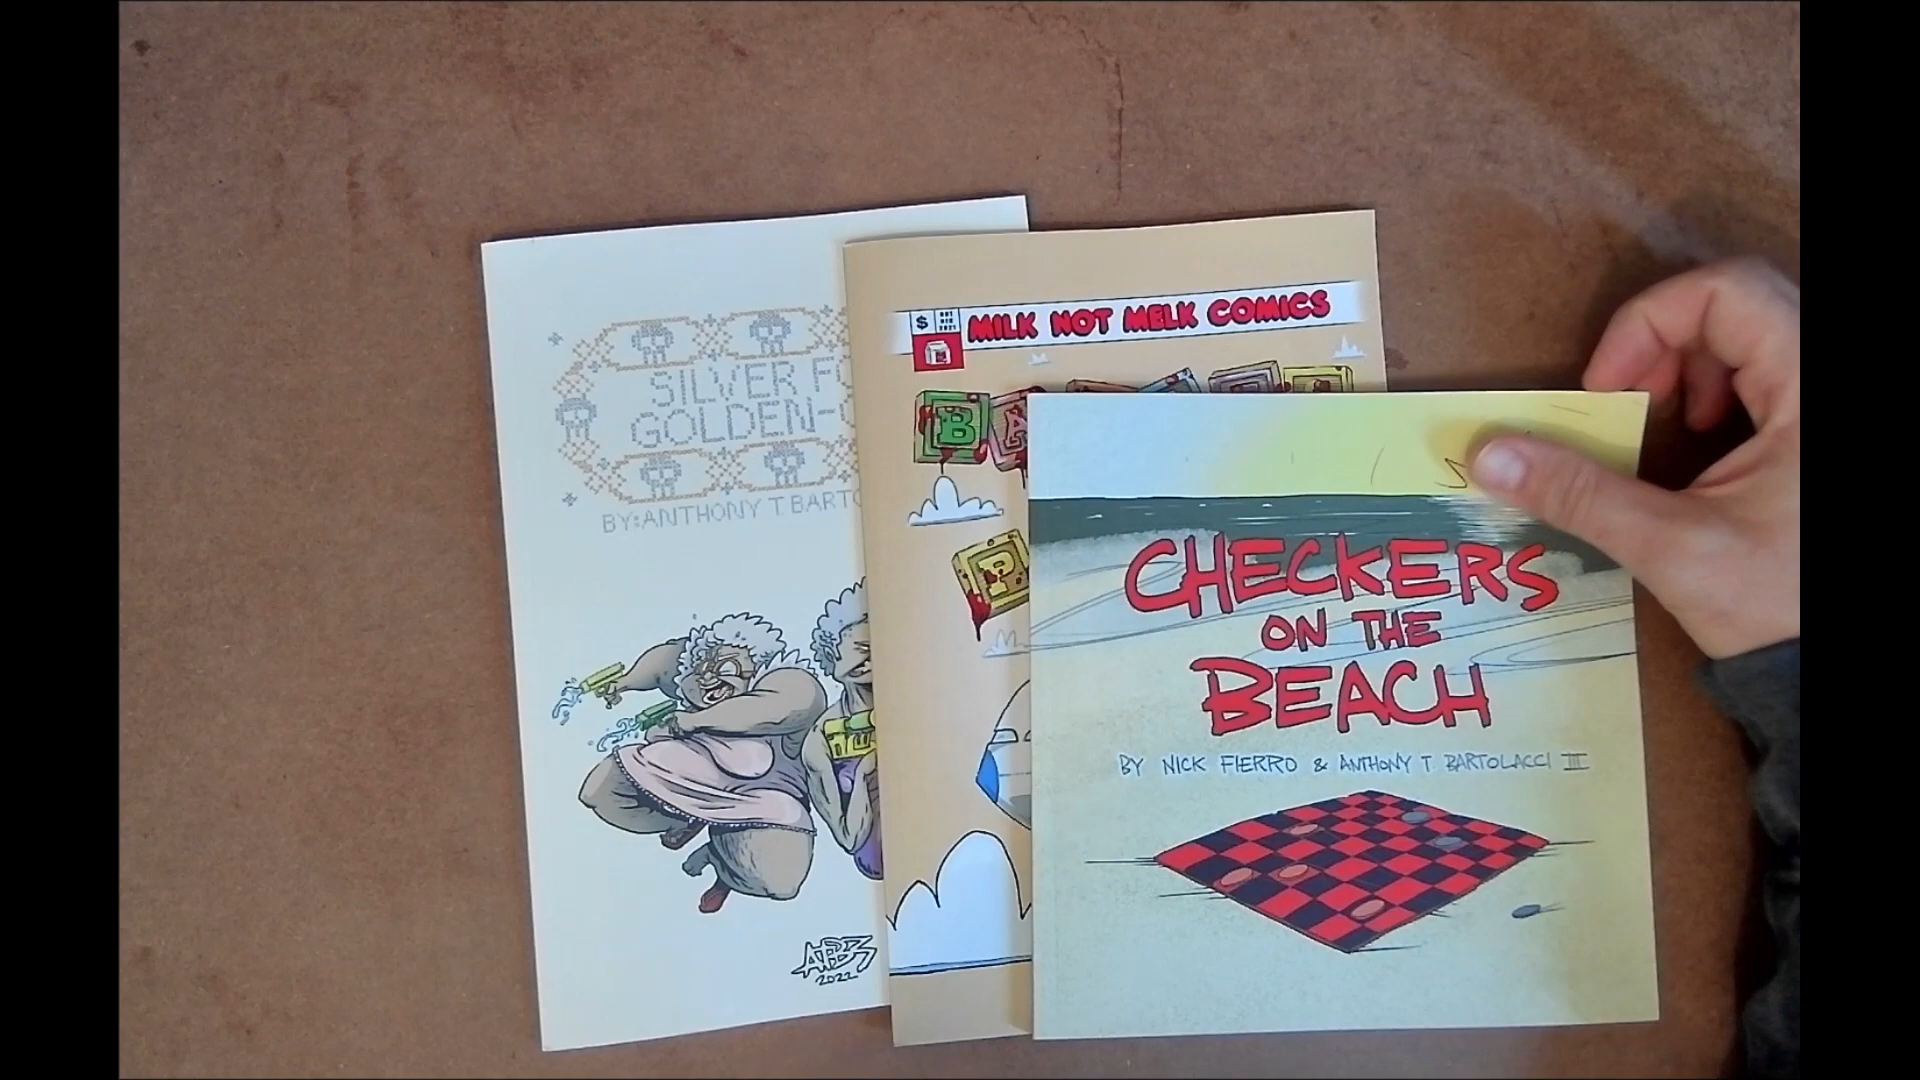 SILVER
GOLDEN-
BY: ANTHONY T BARTO
ATB3
2022
$
MILK NOT MELK COMICS
B A
P
CHECKERS
ON THE
BEACH
BY NICK FIERRO & ANTHONY T. BARTOLACCI III